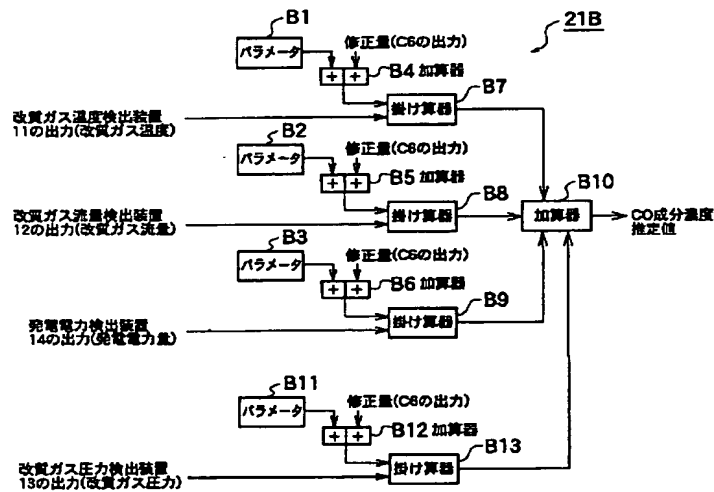 21B
B1
パラメータ
修正量(C6の出力)
+ +
B4 加算器
B7
掛け算器
改質ガス温度検出装置
11の出力(改質ガス温度)
B2
パラメータ
修正量(C6の出力)
+ +
B5 加算器
B8
掛け算器
B10
加算器
CO成分濃度
推定値
改質ガス流量検出装置
12の出力(改質ガス流量)
B3
パラメータ
修正量(C6の出力)
+ +
B6 加算器
B9
掛け算器
発電電力検出装置
14の出力(発電電力量)
B11
パラメータ
修正量(C6の出力)
+ +
B12 加算器
B13
掛け算器
改質ガス圧力検出装置
13の出力(改質ガス圧力)